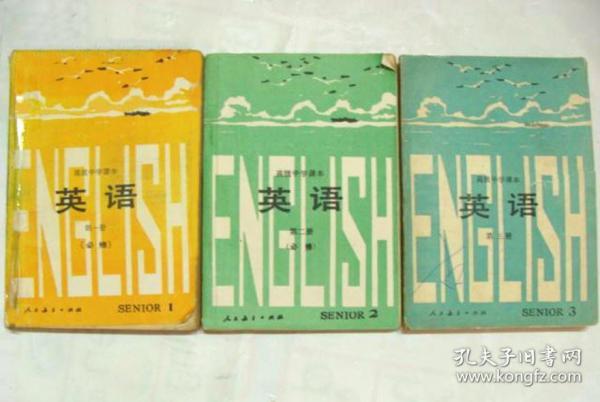 ENGLISH
高级中学课本
英语
第一册
(必修)
人民教育出版社
SENIOR 1
ENGLISH
高级中学课本
英语
第二册
(必修)
人民教育出版社
SENIOR 2
ENGLISH
高级中学课本
英语
第三册
人民教育出版社
SENIOR 3
孔夫子旧书网
www.kongfz.com